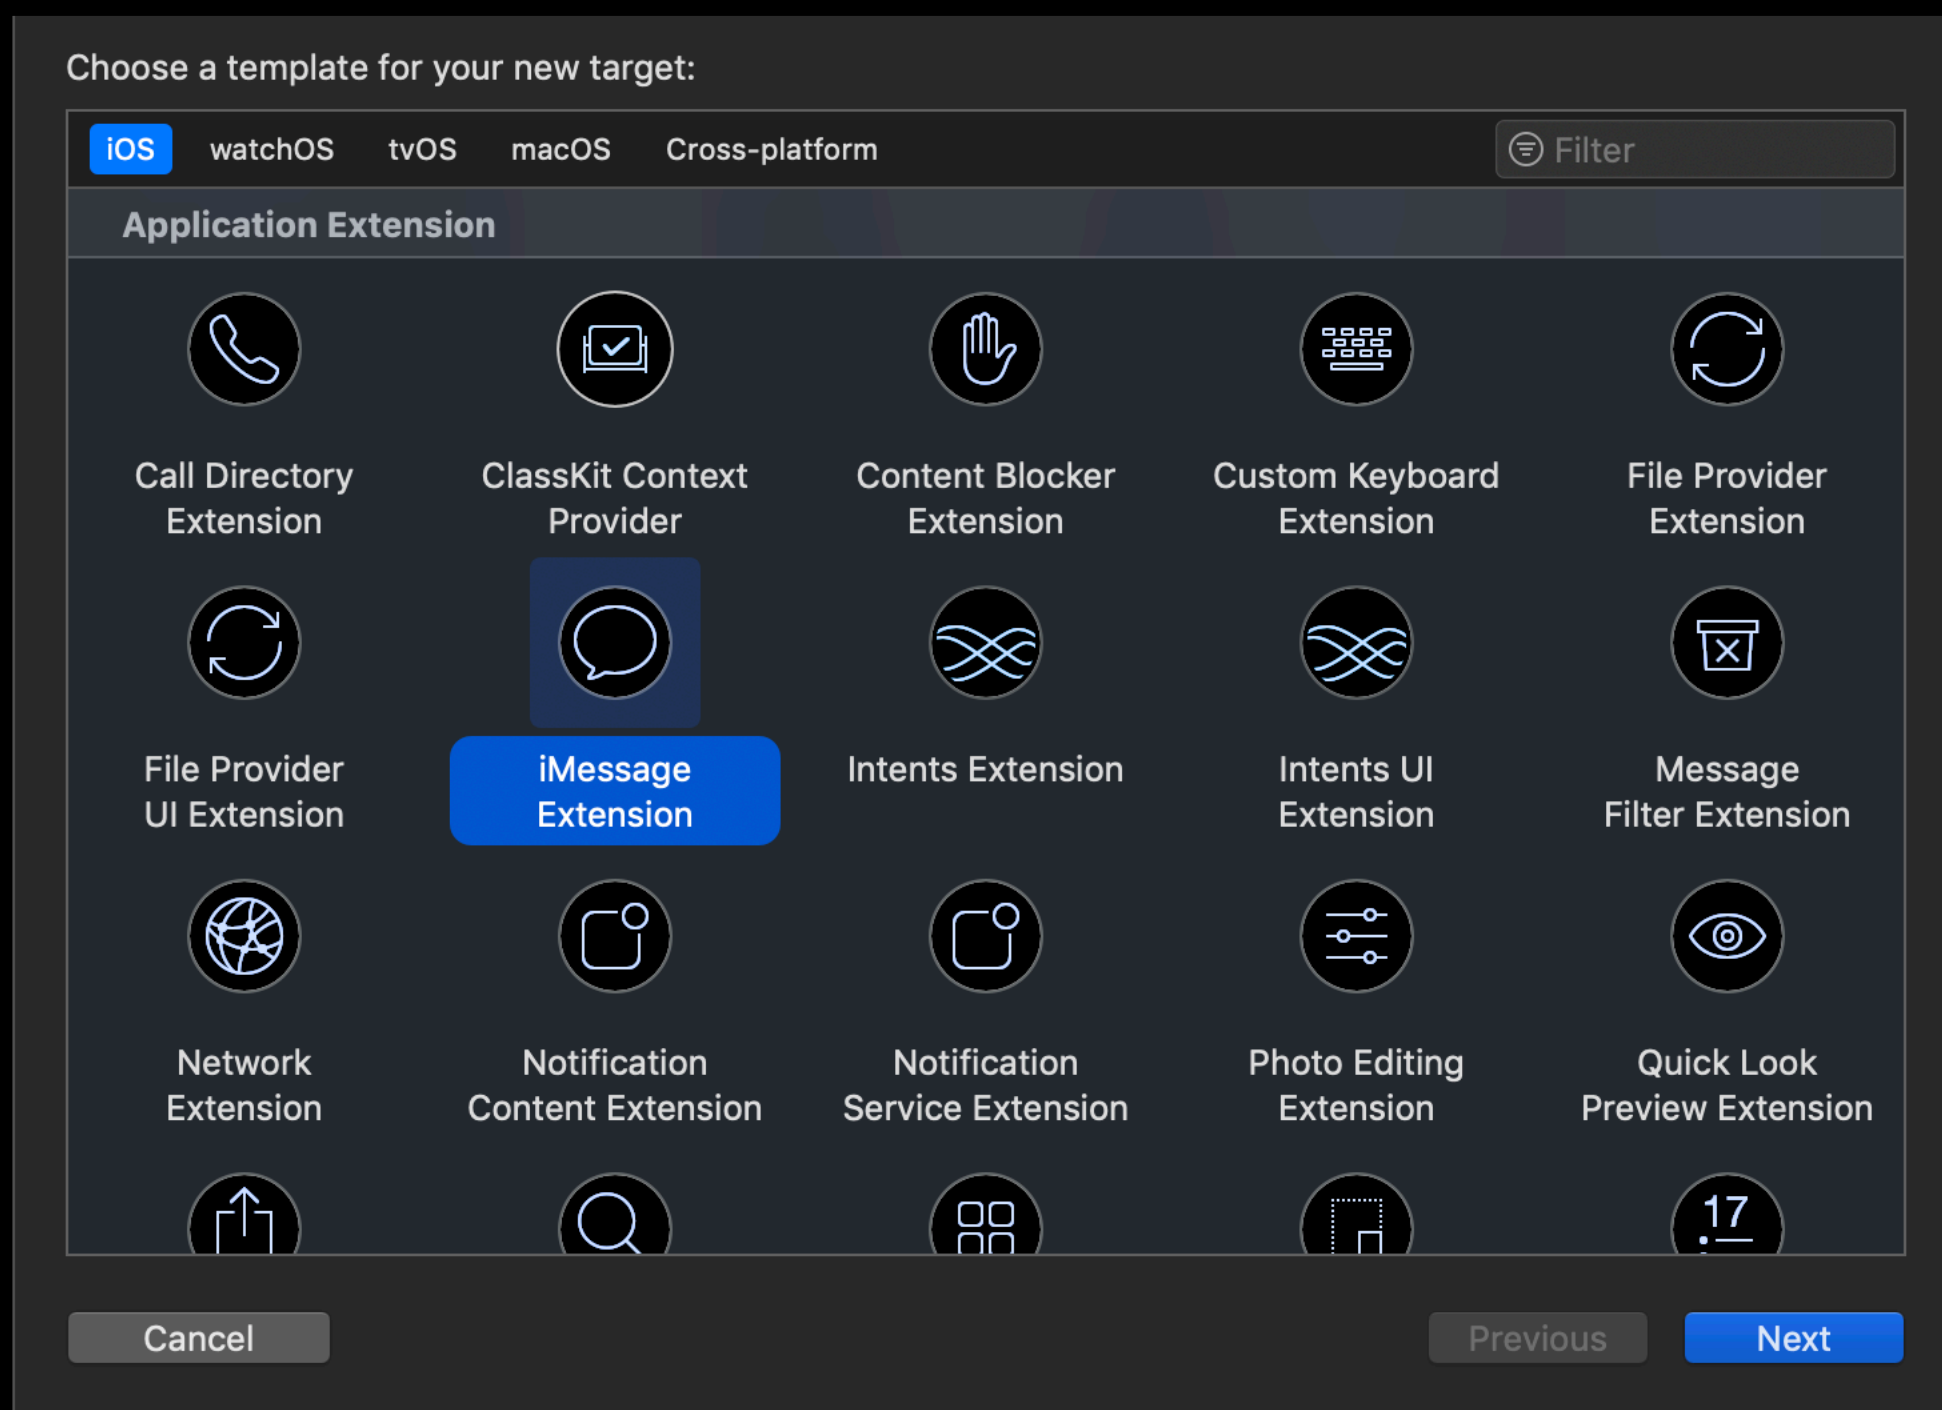 Choose a template for your new target:
iOS watchOS tvOS macOS Cross-platform Filter
Application Extension
Call Directory
Extension
ClassKit Context
Provider
Content Blocker
Extension
Custom Keyboard
Extension
File Provider
Extension
File Provider
UI Extension
iMessage
Extension
Intents Extension
Intents UI
Extension
Message
Filter Extension
Network
Extension
Notification
Content Extension
Notification
Service Extension
Photo Editing
Extension
Quick Look
Preview Extension
17
Cancel Previous Next